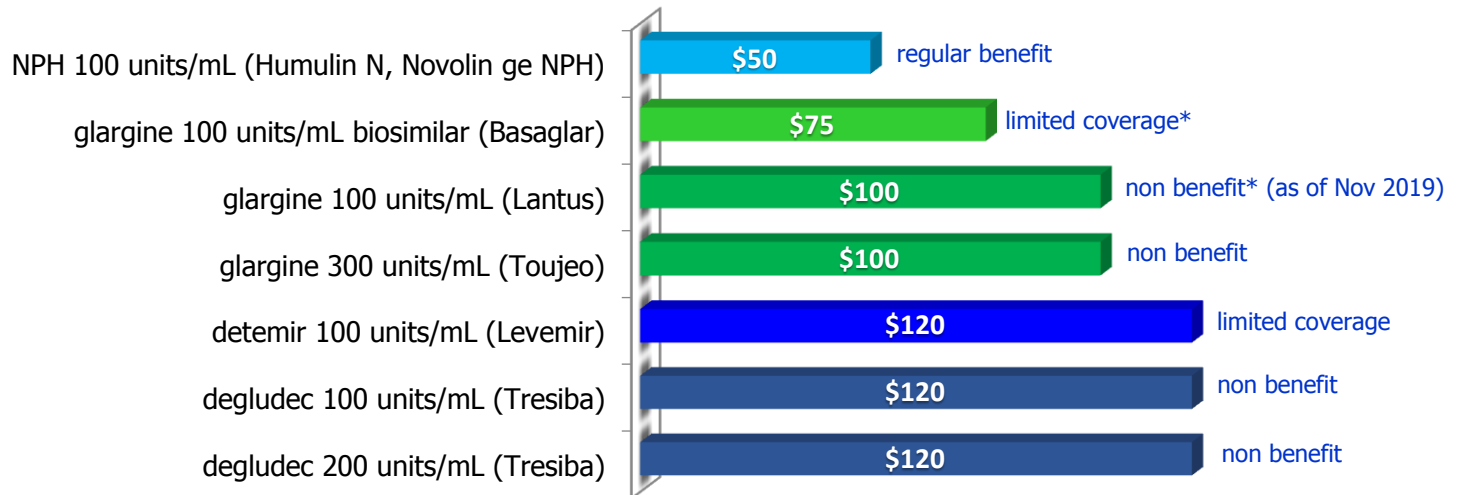 NPH 100 units/mL (Humulin N, Novolin ge NPH) $50 regular benefit
glargine 100 units/mL biosimilar (Basaglar) $75 limited coverage*
glargine 100 units/mL (Lantus) $100 non benefit* (as of Nov 2019)
glargine 300 units/mL (Toujeo) $100 non benefit
detemir 100 units/mL (Levemir) $120 limited coverage
degludec 100 units/mL (Tresiba) $120 non benefit
degludec 200 units/mL (Tresiba) $120 non benefit